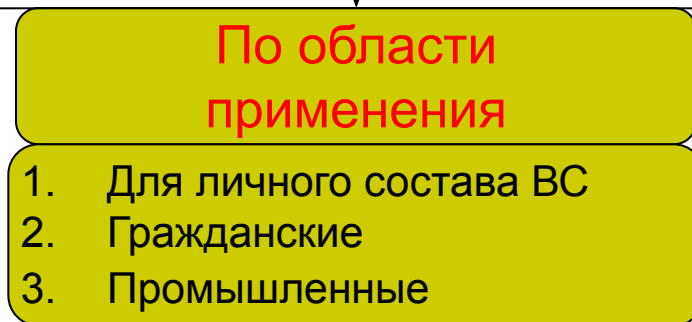 По области
применения
1. Для личного состава ВС
2. Гражданские
3. Промышленные